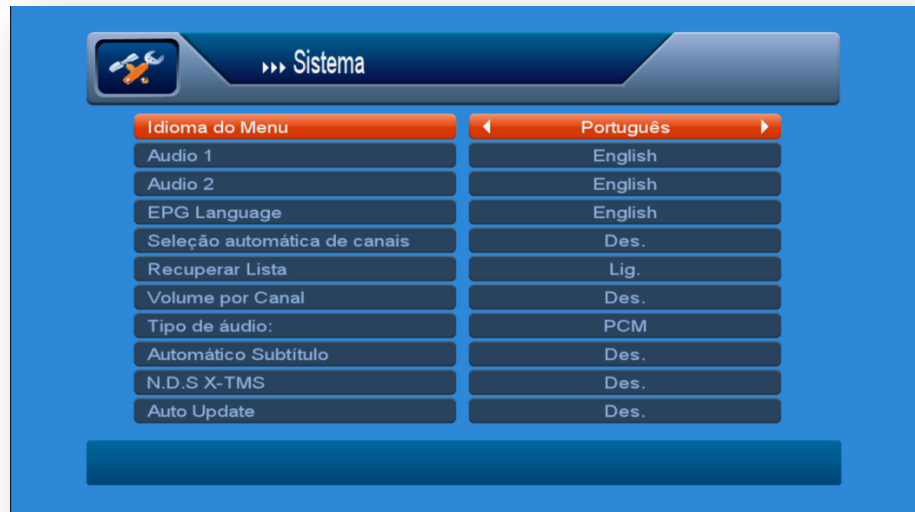 Sistema
Idioma do Menu Português
Audio 1 English
Audio 2 English
EPG Language English
Seleção automática de canais Des.
Recuperar Lista Lig.
Volume por Canal Des.
Tipo de áudio: PCM
Automático Subtítulo Des.
N.D.S X-TMS Des.
Auto Update Des.